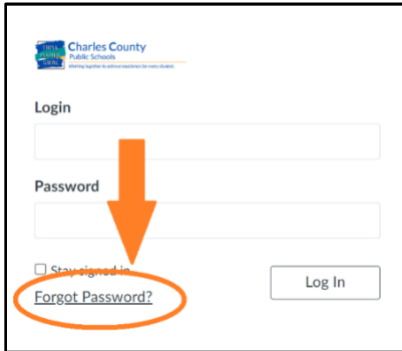 Charles County
Public Schools
Login
Password
Stay signed in
Forgot Password?
Log In